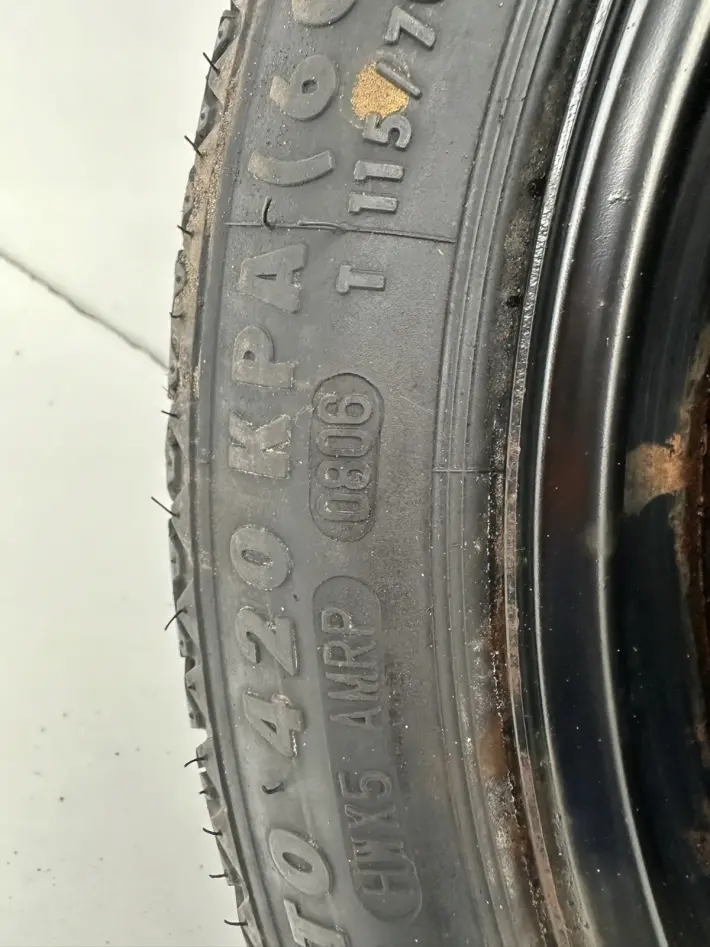 TO 420 KPA (6
T 115/7
HWX5 AMRP 0806